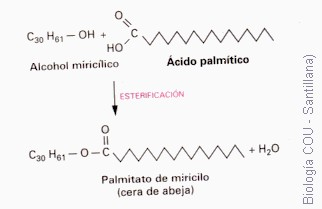 C₃₀ H₆₁ — OH +
O
C
HO
Alcohol miricílico
Ácido palmítico
ESTERIFICACIÓN
O
C₃₀ H₆₁ — O — C
+ H₂O
Palmitato de miricilo
(cera de abeja)
Biología COU - Santillana)